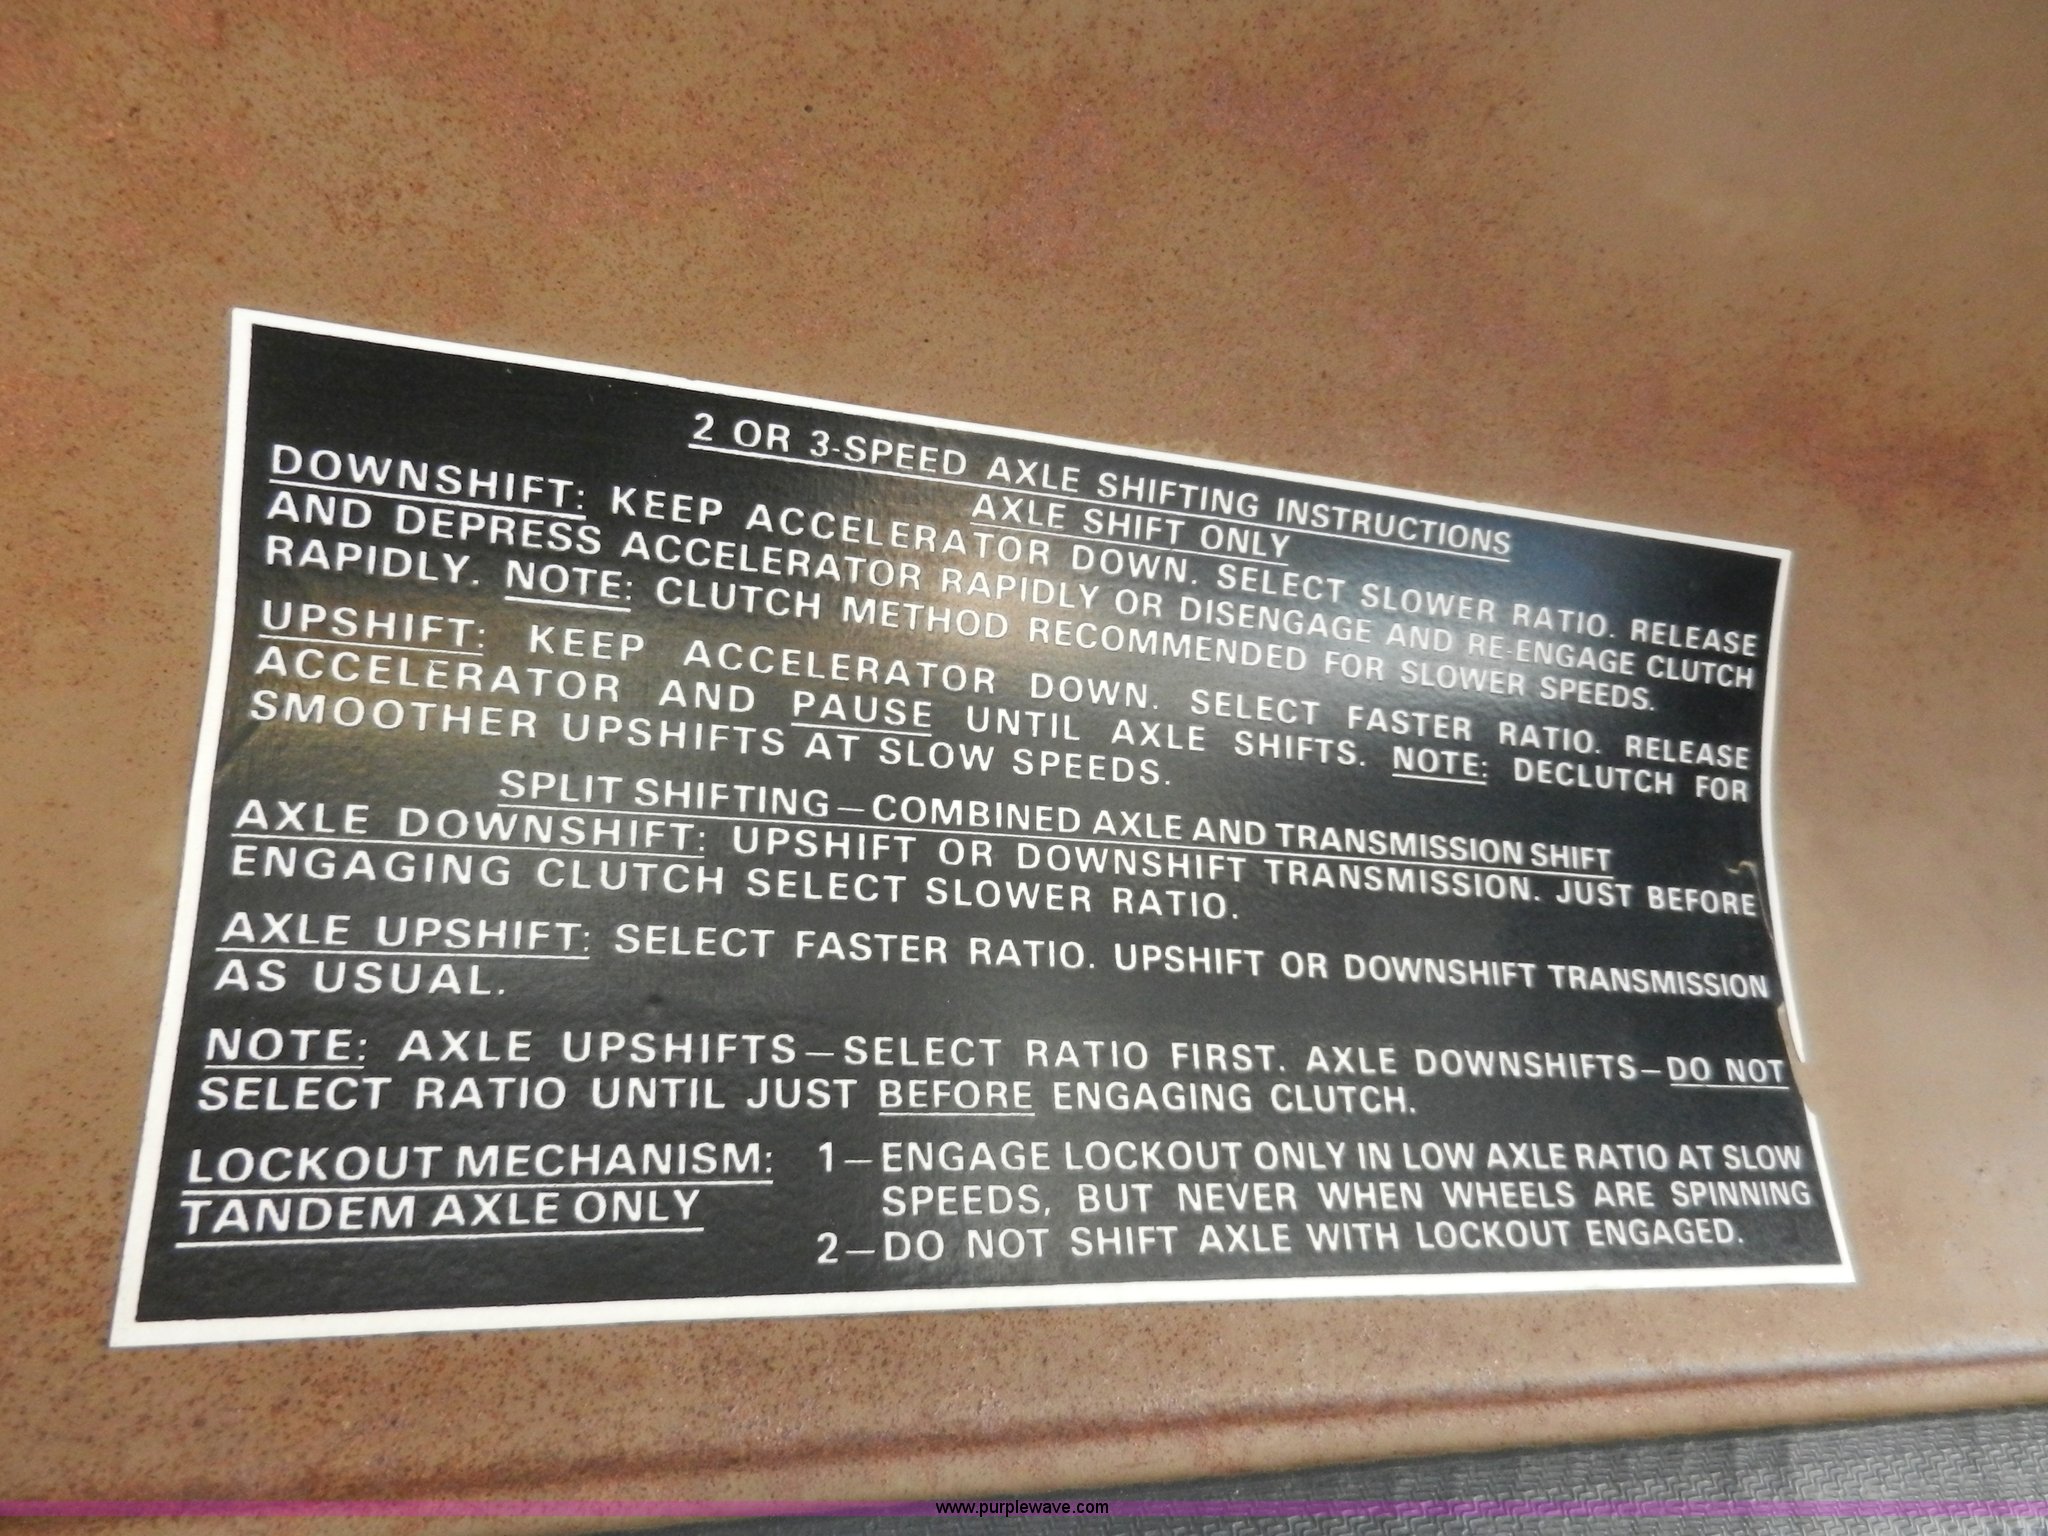 2 OR 3-SPEED AXLE SHIFTING INSTRUCTIONS
AXLE SHIFT ONLY
DOWNSHIFT: KEEP ACCELERATOR DOWN. SELECT SLOWER RATIO. RELEASE
AND DEPRESS ACCELERATOR RAPIDLY OR DISENGAGE AND RE-ENGAGE CLUTCH
RAPIDLY. NOTE: CLUTCH METHOD RECOMMENDED FOR SLOWER SPEEDS.
UPSHIFT: KEEP ACCELERATOR DOWN. SELECT FASTER RATIO. RELEASE
ACCELERATOR AND PAUSE UNTIL AXLE SHIFTS. NOTE: DECLUTCH FOR
SMOOTHER UPSHIFTS AT SLOW SPEEDS.
SPLIT SHIFTING—COMBINED AXLE AND TRANSMISSION SHIFT
AXLE DOWNSHIFT: UPSHIFT OR DOWNSHIFT TRANSMISSION. JUST BEFORE
ENGAGING CLUTCH SELECT SLOWER RATIO.
AXLE UPSHIFT: SELECT FASTER RATIO. UPSHIFT OR DOWNSHIFT TRANSMISSION
AS USUAL.
NOTE: AXLE UPSHIFTS—SELECT RATIO FIRST. AXLE DOWNSHIFTS—DO NOT
SELECT RATIO UNTIL JUST BEFORE ENGAGING CLUTCH.
LOCKOUT MECHANISM:
TANDEM AXLE ONLY
1—ENGAGE LOCKOUT ONLY IN LOW AXLE RATIO AT SLOW
SPEEDS, BUT NEVER WHEN WHEELS ARE SPINNING
2—DO NOT SHIFT AXLE WITH LOCKOUT ENGAGED.
www.purplewave.com